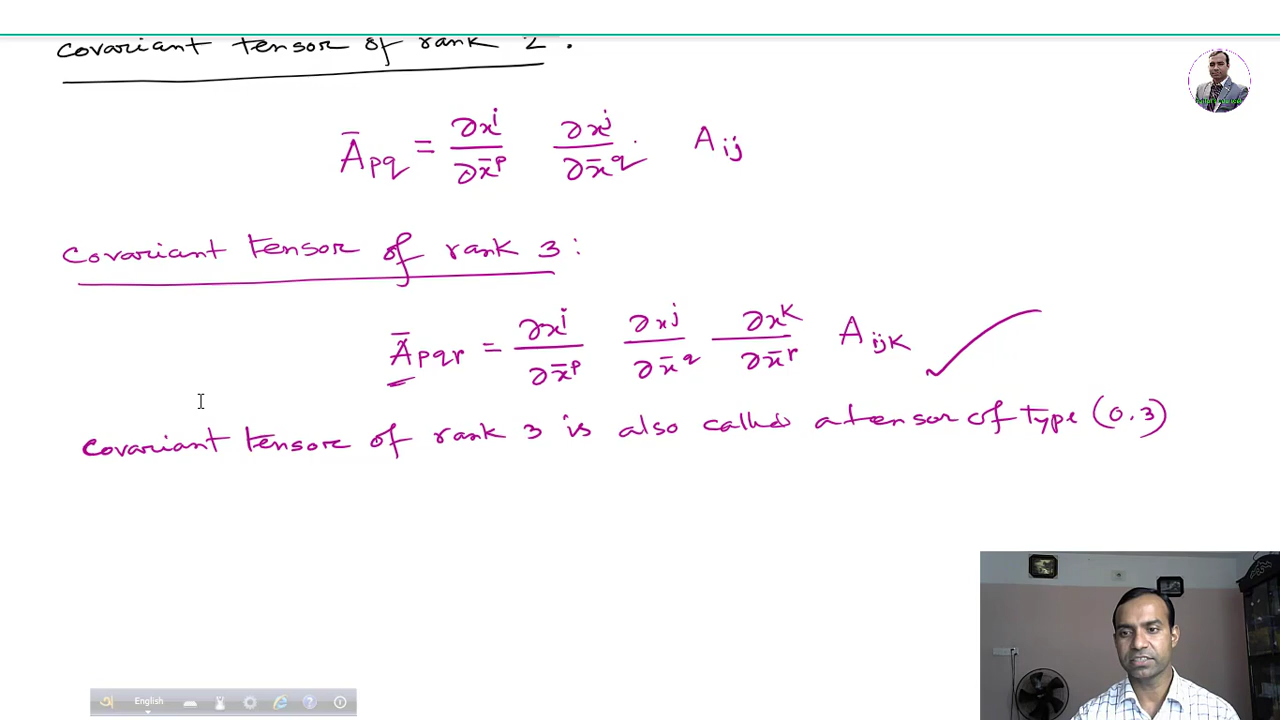 covariant tensor of rank 2.
Āpq = ∂xⁱ/∂x̄ᵖ ∂xʲ/∂x̄^q Aij
covariant tensor of rank 3:
Āpqr = ∂xⁱ/∂x̄ᵖ ∂xʲ/∂x̄^q ∂xᵏ/∂x̄ʳ Aijk
covariant tensor of rank 3 is also called a tensor of type (0.3)
English